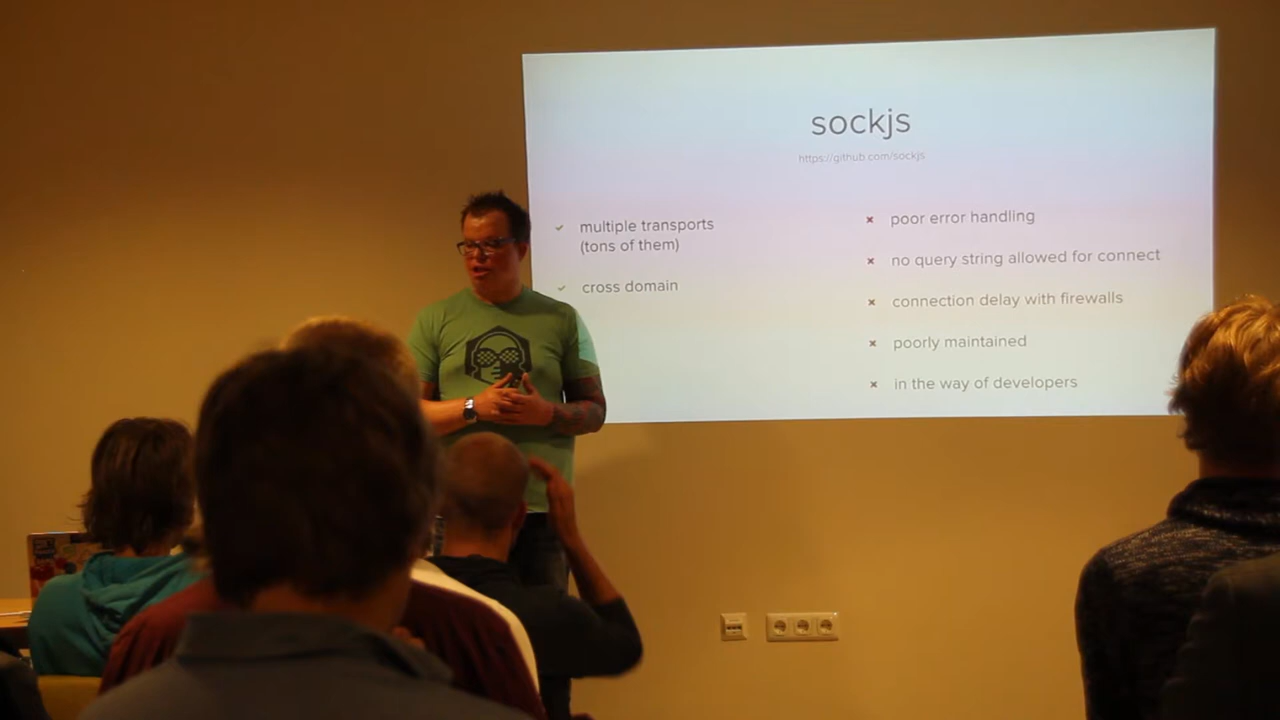 sockjs
https://github.com/sockjs
multiple transports
(tons of them)
cross domain
poor error handling
no query string allowed for connect
connection delay with firewalls
poorly maintained
in the way of developers